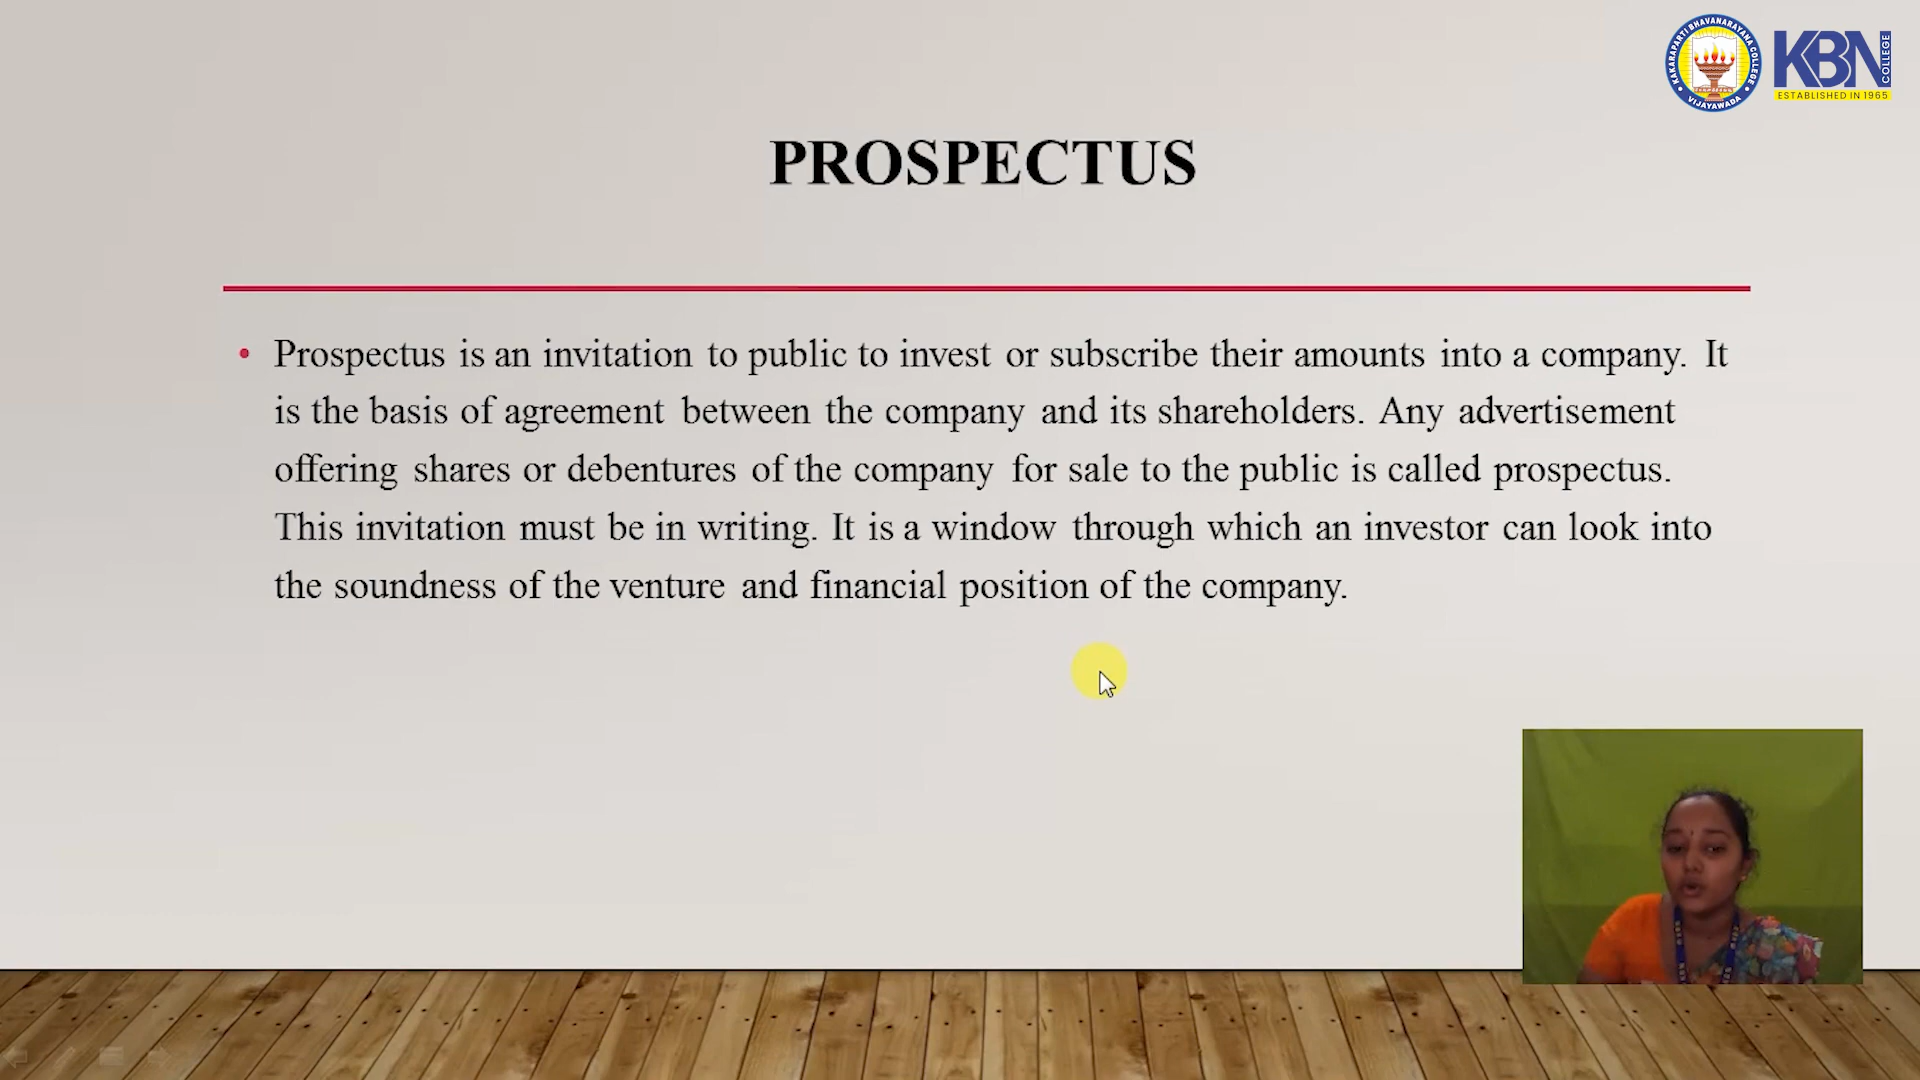 KAKARAPARTI BHAVANARAYANA COLLEGE
VIJAYAWADA
KBN
COLLEGE
ESTABLISHED IN 1965
PROSPECTUS
• Prospectus is an invitation to public to invest or subscribe their amounts into a company. It
is the basis of agreement between the company and its shareholders. Any advertisement
offering shares or debentures of the company for sale to the public is called prospectus.
This invitation must be in writing. It is a window through which an investor can look into
the soundness of the venture and financial position of the company.